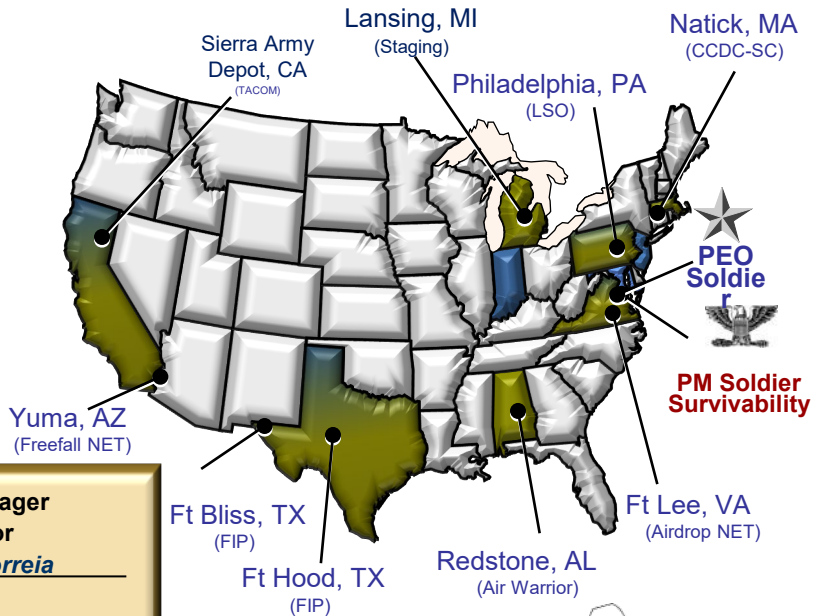 Lansing, MI
(Staging)
Natick, MA
(CCDC-SC)
Sierra Army
Depot, CA
(TACOM)
Philadelphia, PA
(LSO)
PEO
Soldie
r
PM Soldier
Survivability
Yuma, AZ
(Freefall NET)
Ft Bliss, TX
(FIP)
Ft Hood, TX
(FIP)
Redstone, AL
(Air Warrior)
Ft Lee, VA
(Airdrop NET)
ager
or
rreia